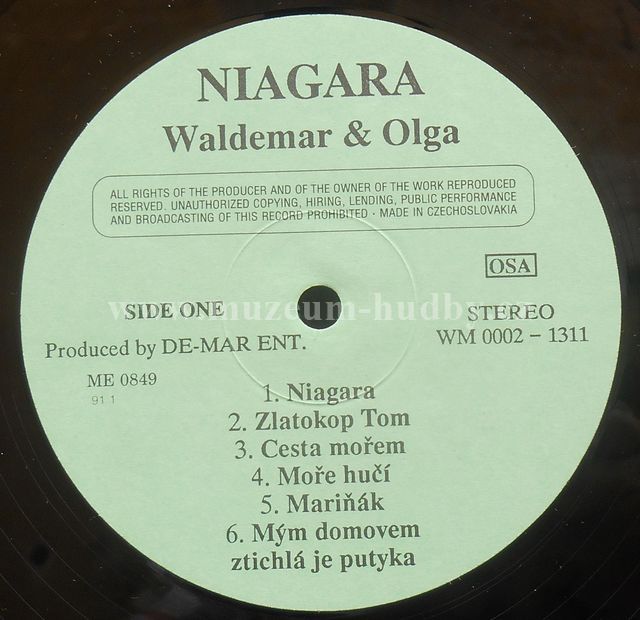 NIAGARA
Waldemar & Olga
ALL RIGHTS OF THE PRODUCER AND OF THE OWNER OF THE WORK REPRODUCED
RESERVED. UNAUTHORIZED COPYING, HIRING, LENDING, PUBLIC PERFORMANCE
AND BROADCASTING OF THIS RECORD PROHIBITED · MADE IN CZECHOSLOVAKIA
OSA
www.muzeum-hudby.cz
SIDE ONE
STEREO
Produced by DE-MAR ENT.
WM 0002 – 1311
ME 0849
91 1
1. Niagara
2. Zlatokop Tom
3. Cesta mořem
4. Moře hučí
5. Mariňák
6. Mým domovem
ztichlá je putyka